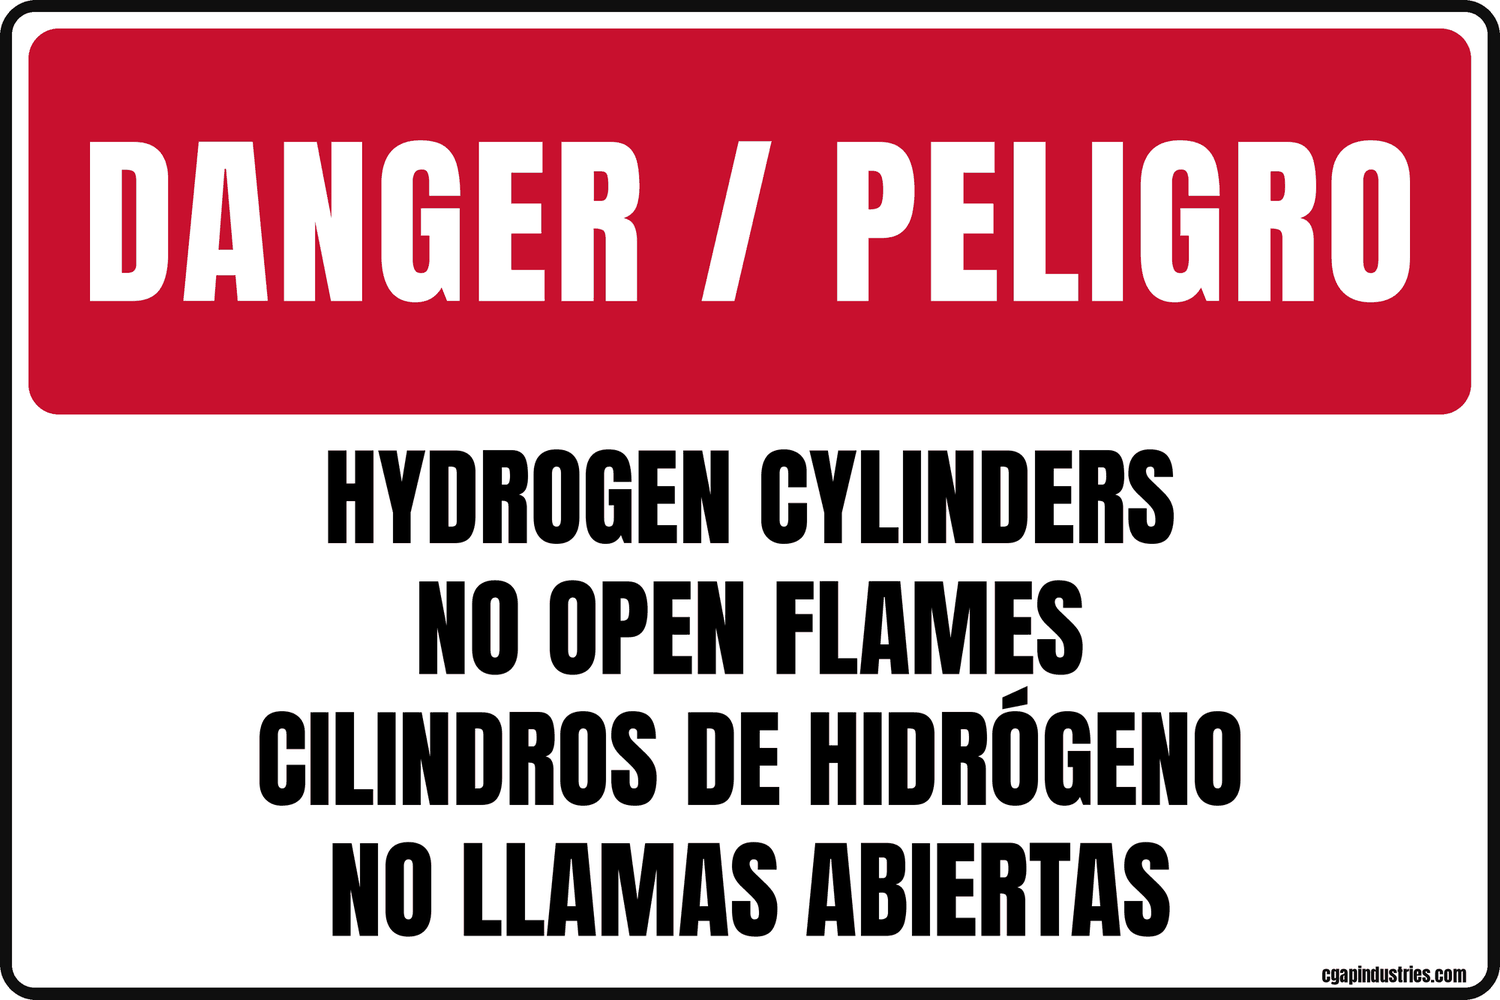 DANGER / PELIGRO
HYDROGEN CYLINDERS
NO OPEN FLAMES
CILINDROS DE HIDRÓGENO
NO LLAMAS ABIERTAS
cgapindustries.com